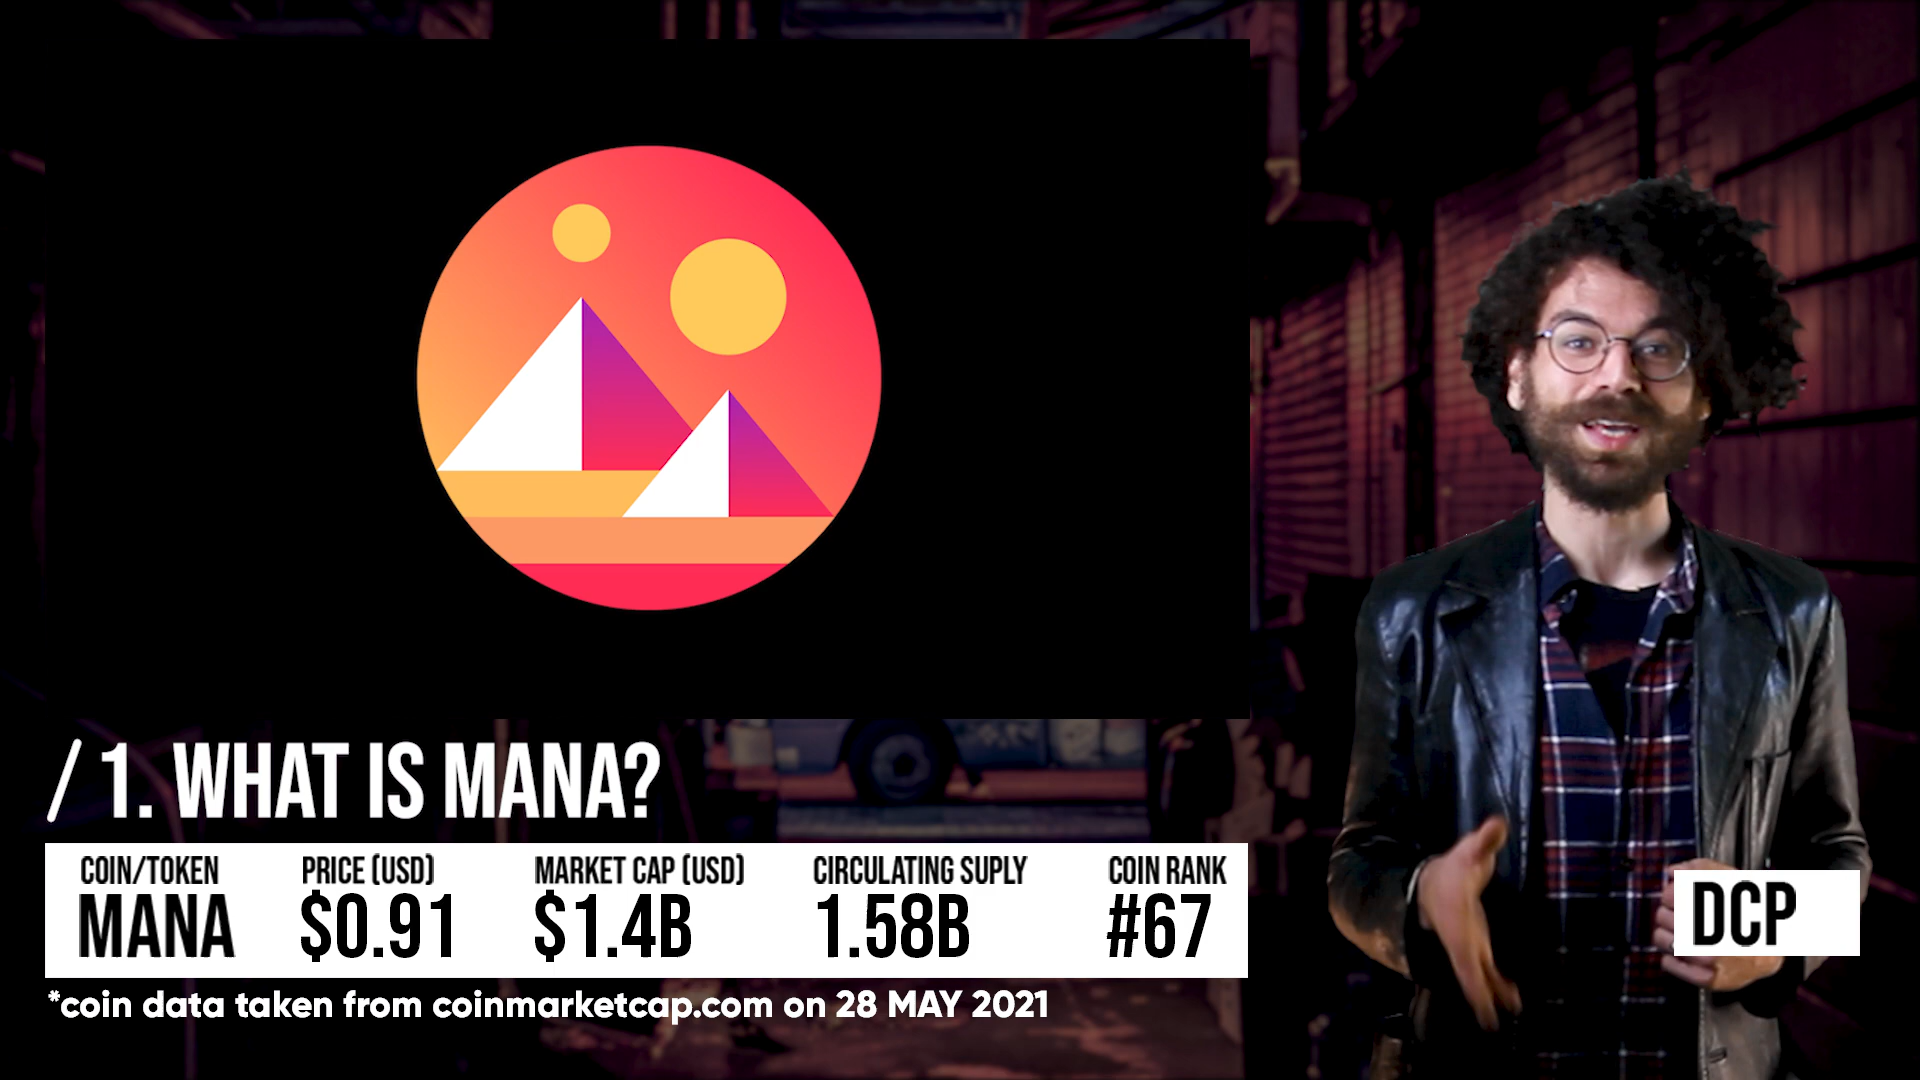 / 1. WHAT IS MANA?
COIN/TOKEN PRICE (USD) MARKET CAP (USD) CIRCULATING SUPLY COIN RANK
MANA $0.91 $1.4B 1.58B #67
DCP
*coin data taken from coinmarketcap.com on 28 MAY 2021